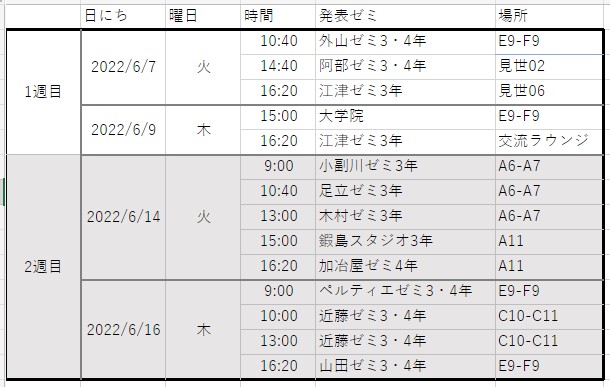 日にち 曜日 時間 発表ゼミ 場所
1週目 2022/6/7 火 10:40 外山ゼミ3・4年 E9-F9
14:40 阿部ゼミ3・4年 見世02
16:20 江津ゼミ3年 見世06
2022/6/9 木 15:00 大学院 E9-F9
16:20 江津ゼミ3年 交流ラウンジ
2週目 2022/6/14 火 9:00 小副川ゼミ3年 A6-A7
10:40 足立ゼミ3年 A6-A7
13:00 木村ゼミ3年 A6-A7
15:00 鍜島スタジオ3年 A11
16:20 加冶屋ゼミ4年 A11
2022/6/16 木 9:00 ペルティエゼミ3・4年 E9-F9
10:00 近藤ゼミ3・4年 C10-C11
13:00 近藤ゼミ3・4年 C10-C11
16:20 山田ゼミ3・4年 E9-F9